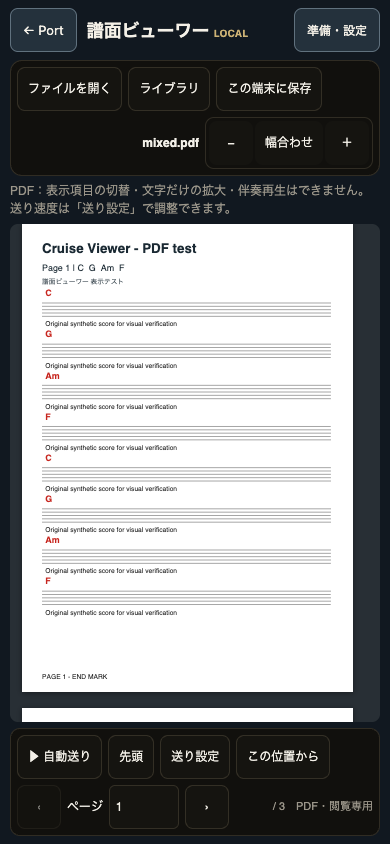 ← Port 譜面ビューワー LOCAL 準備・設定
ファイルを開く ライブラリ この端末に保存
mixed.pdf － 幅合わせ ＋
PDF：表示項目の切替・文字だけの拡大・伴奏再生はできません。
送り速度は「送り設定」で調整できます。
Cruise Viewer - PDF test
Page 1 | C G Am F
譜面ビューワー 表示テスト
C
Original synthetic score for visual verification
G
Original synthetic score for visual verification
Am
Original synthetic score for visual verification
F
Original synthetic score for visual verification
C
Original synthetic score for visual verification
G
Original synthetic score for visual verification
Am
Original synthetic score for visual verification
F
Original synthetic score for visual verification
PAGE 1 - END MARK
▶ 自動送り 先頭 送り設定 この位置から
‹ ページ 1 › / 3 PDF・閲覧専用